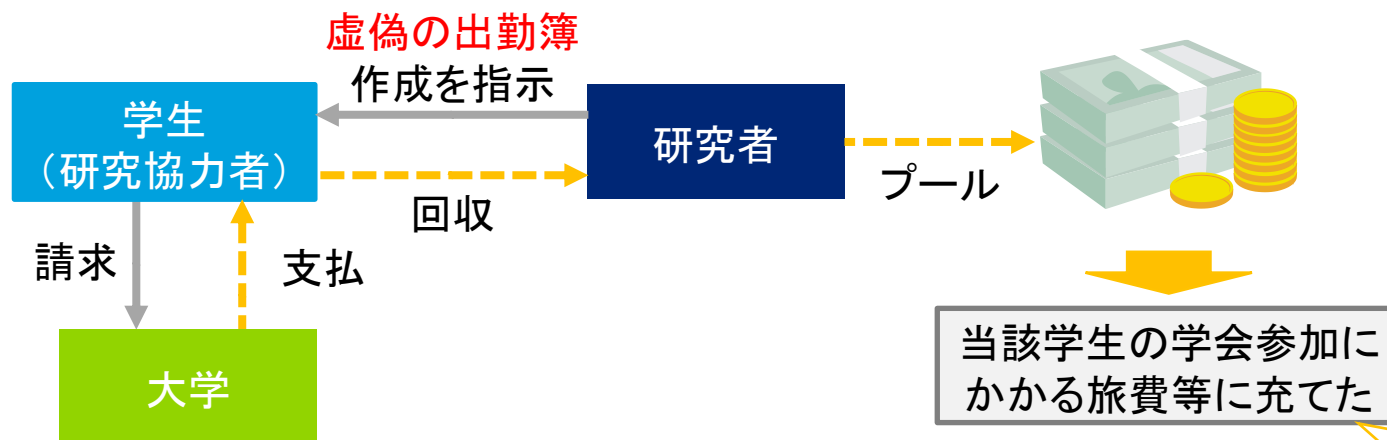 虚偽の出勤簿
作成を指示
学生
（研究協力者）
研究者
プール
回収
請求
支払
大学
当該学生の学会参加に
かかる旅費等に充てた